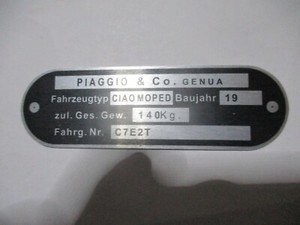 PIAGGIO & Co. GENUA
Fahrzeugtyp CIAO MOPED Baujahr 19
zul. Ges. Gew. 140Kg.
Fahrg. Nr. C7E2T